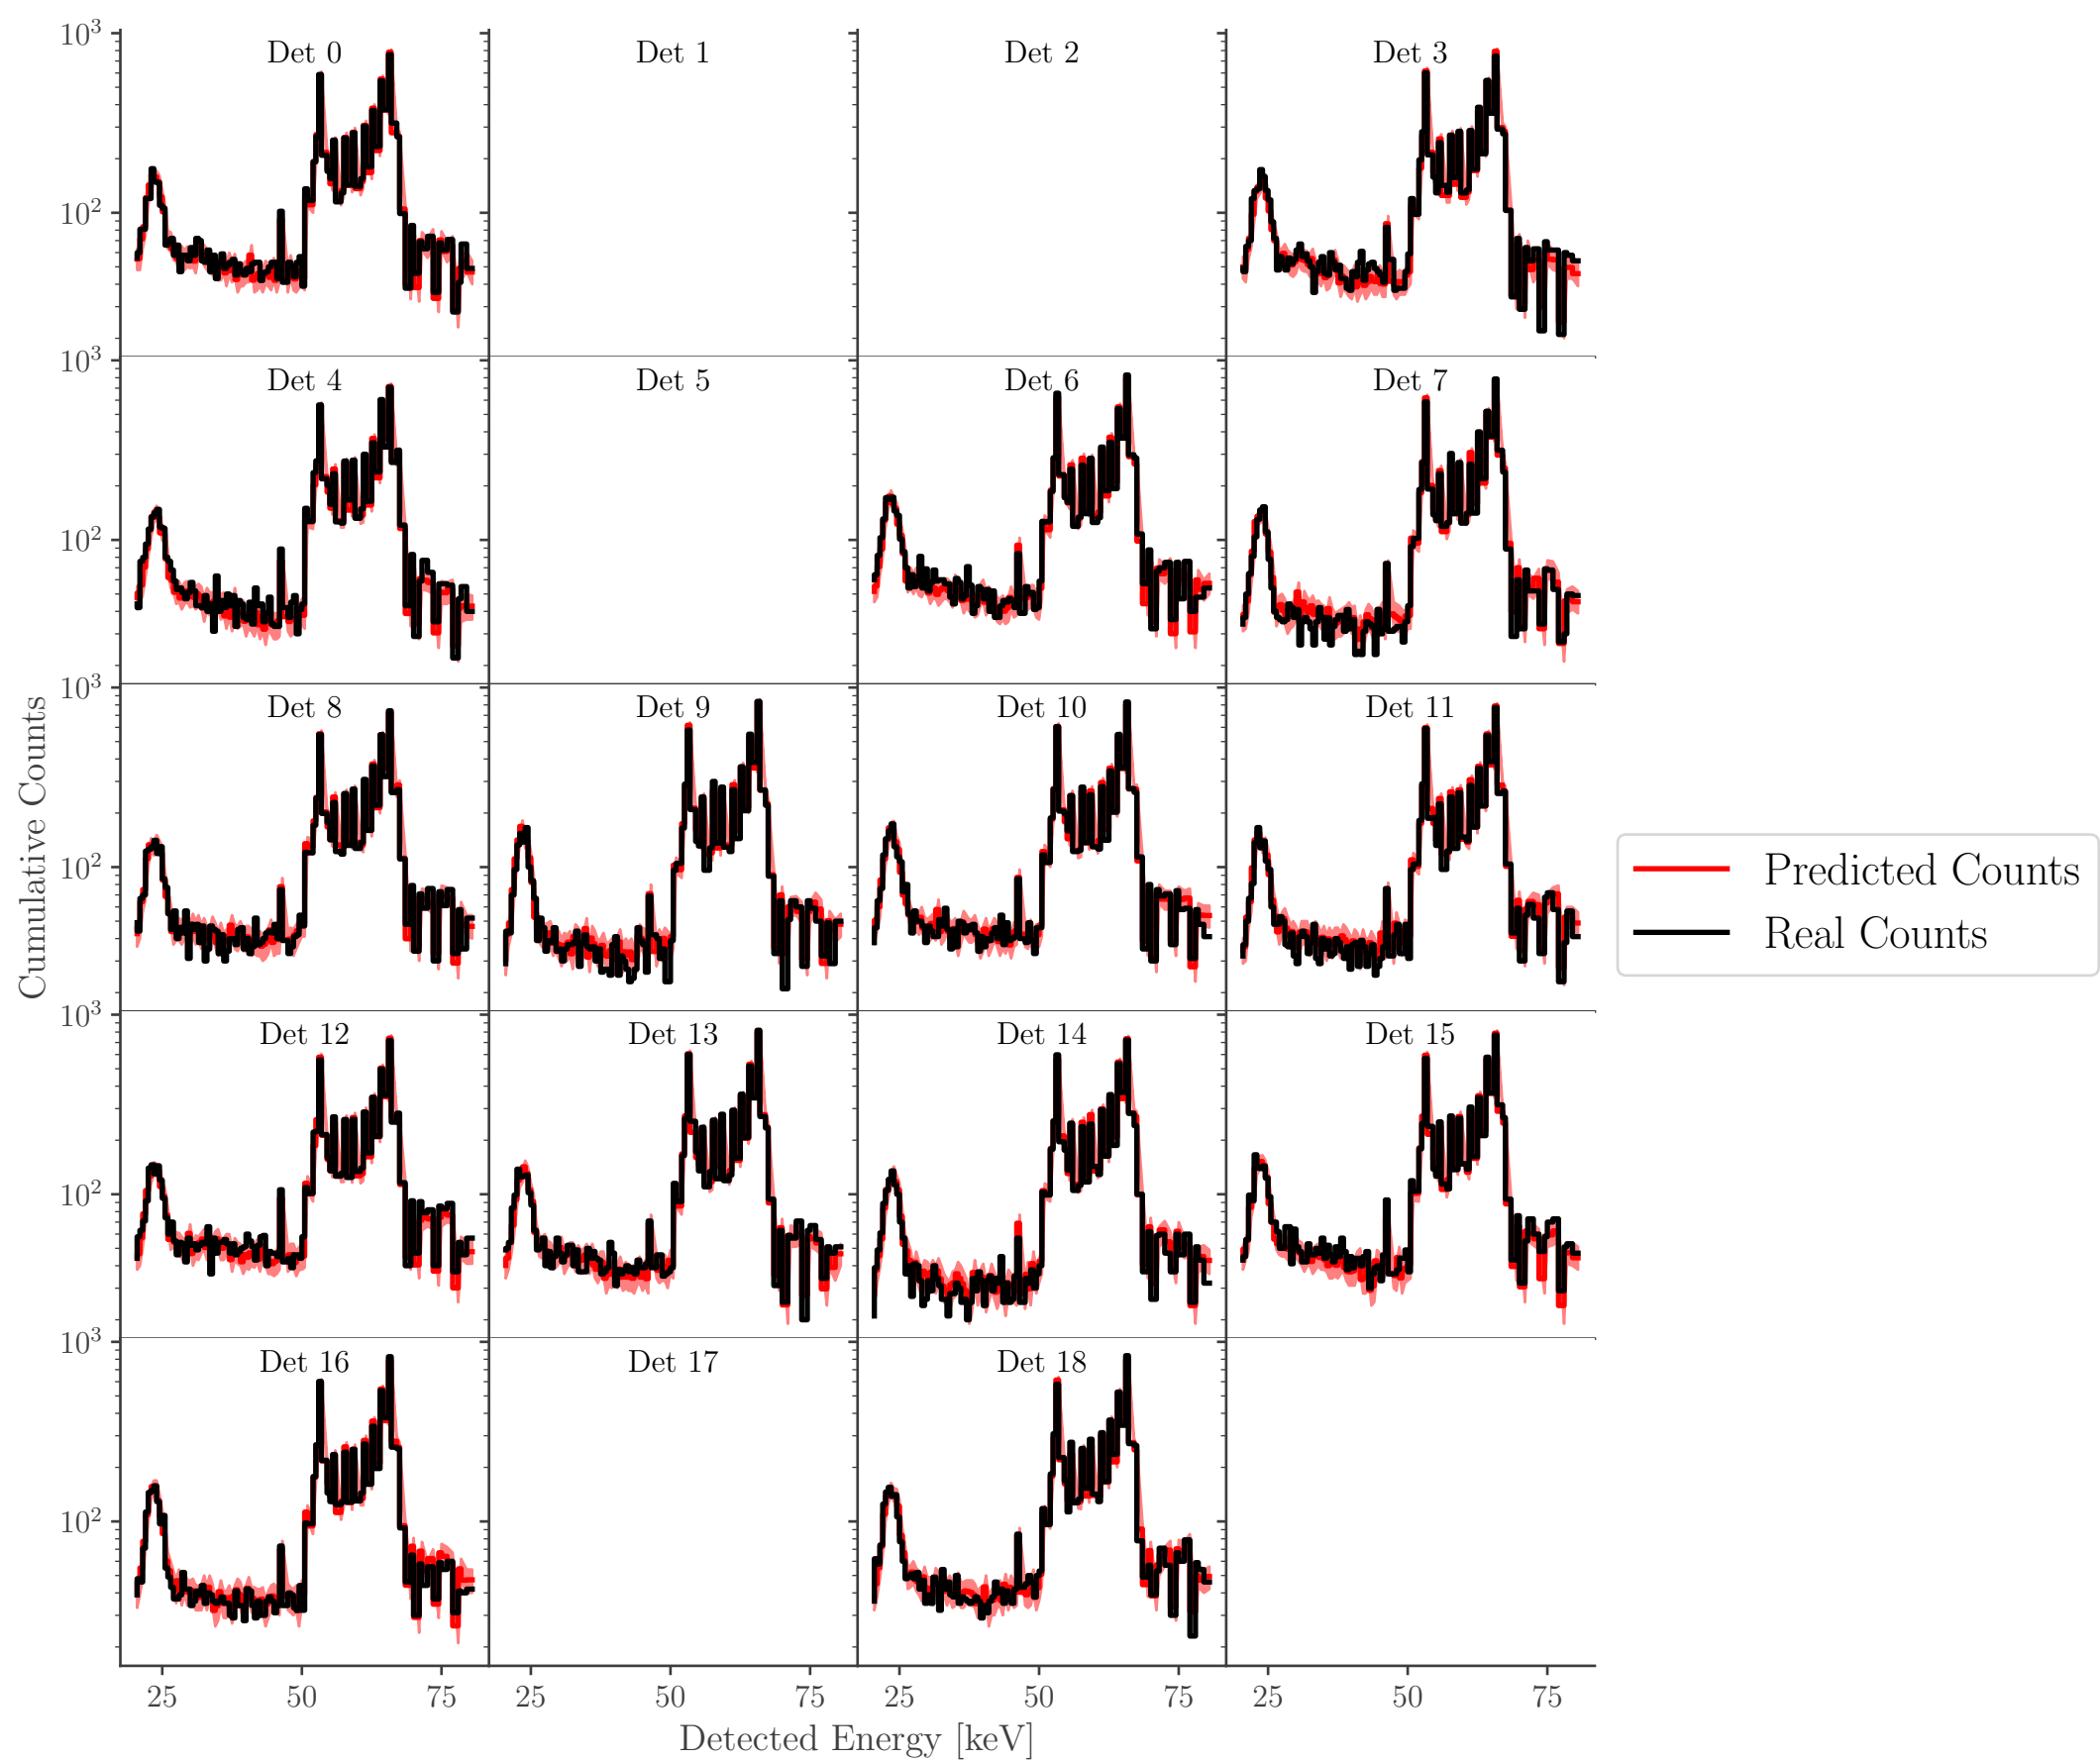 10³
Det 0
Det 1
Det 2
Det 3
10²
10³
Det 4
Det 5
Det 6
Det 7
10²
10³
Det 8
Det 9
Det 10
Det 11
10²
10³
Det 12
Det 13
Det 14
Det 15
10²
10³
Det 16
Det 17
Det 18
10²
25 50 75 25 50 75 25 50 75 25 50 75
Detected Energy [keV]
Cumulative Counts
Predicted Counts
Real Counts